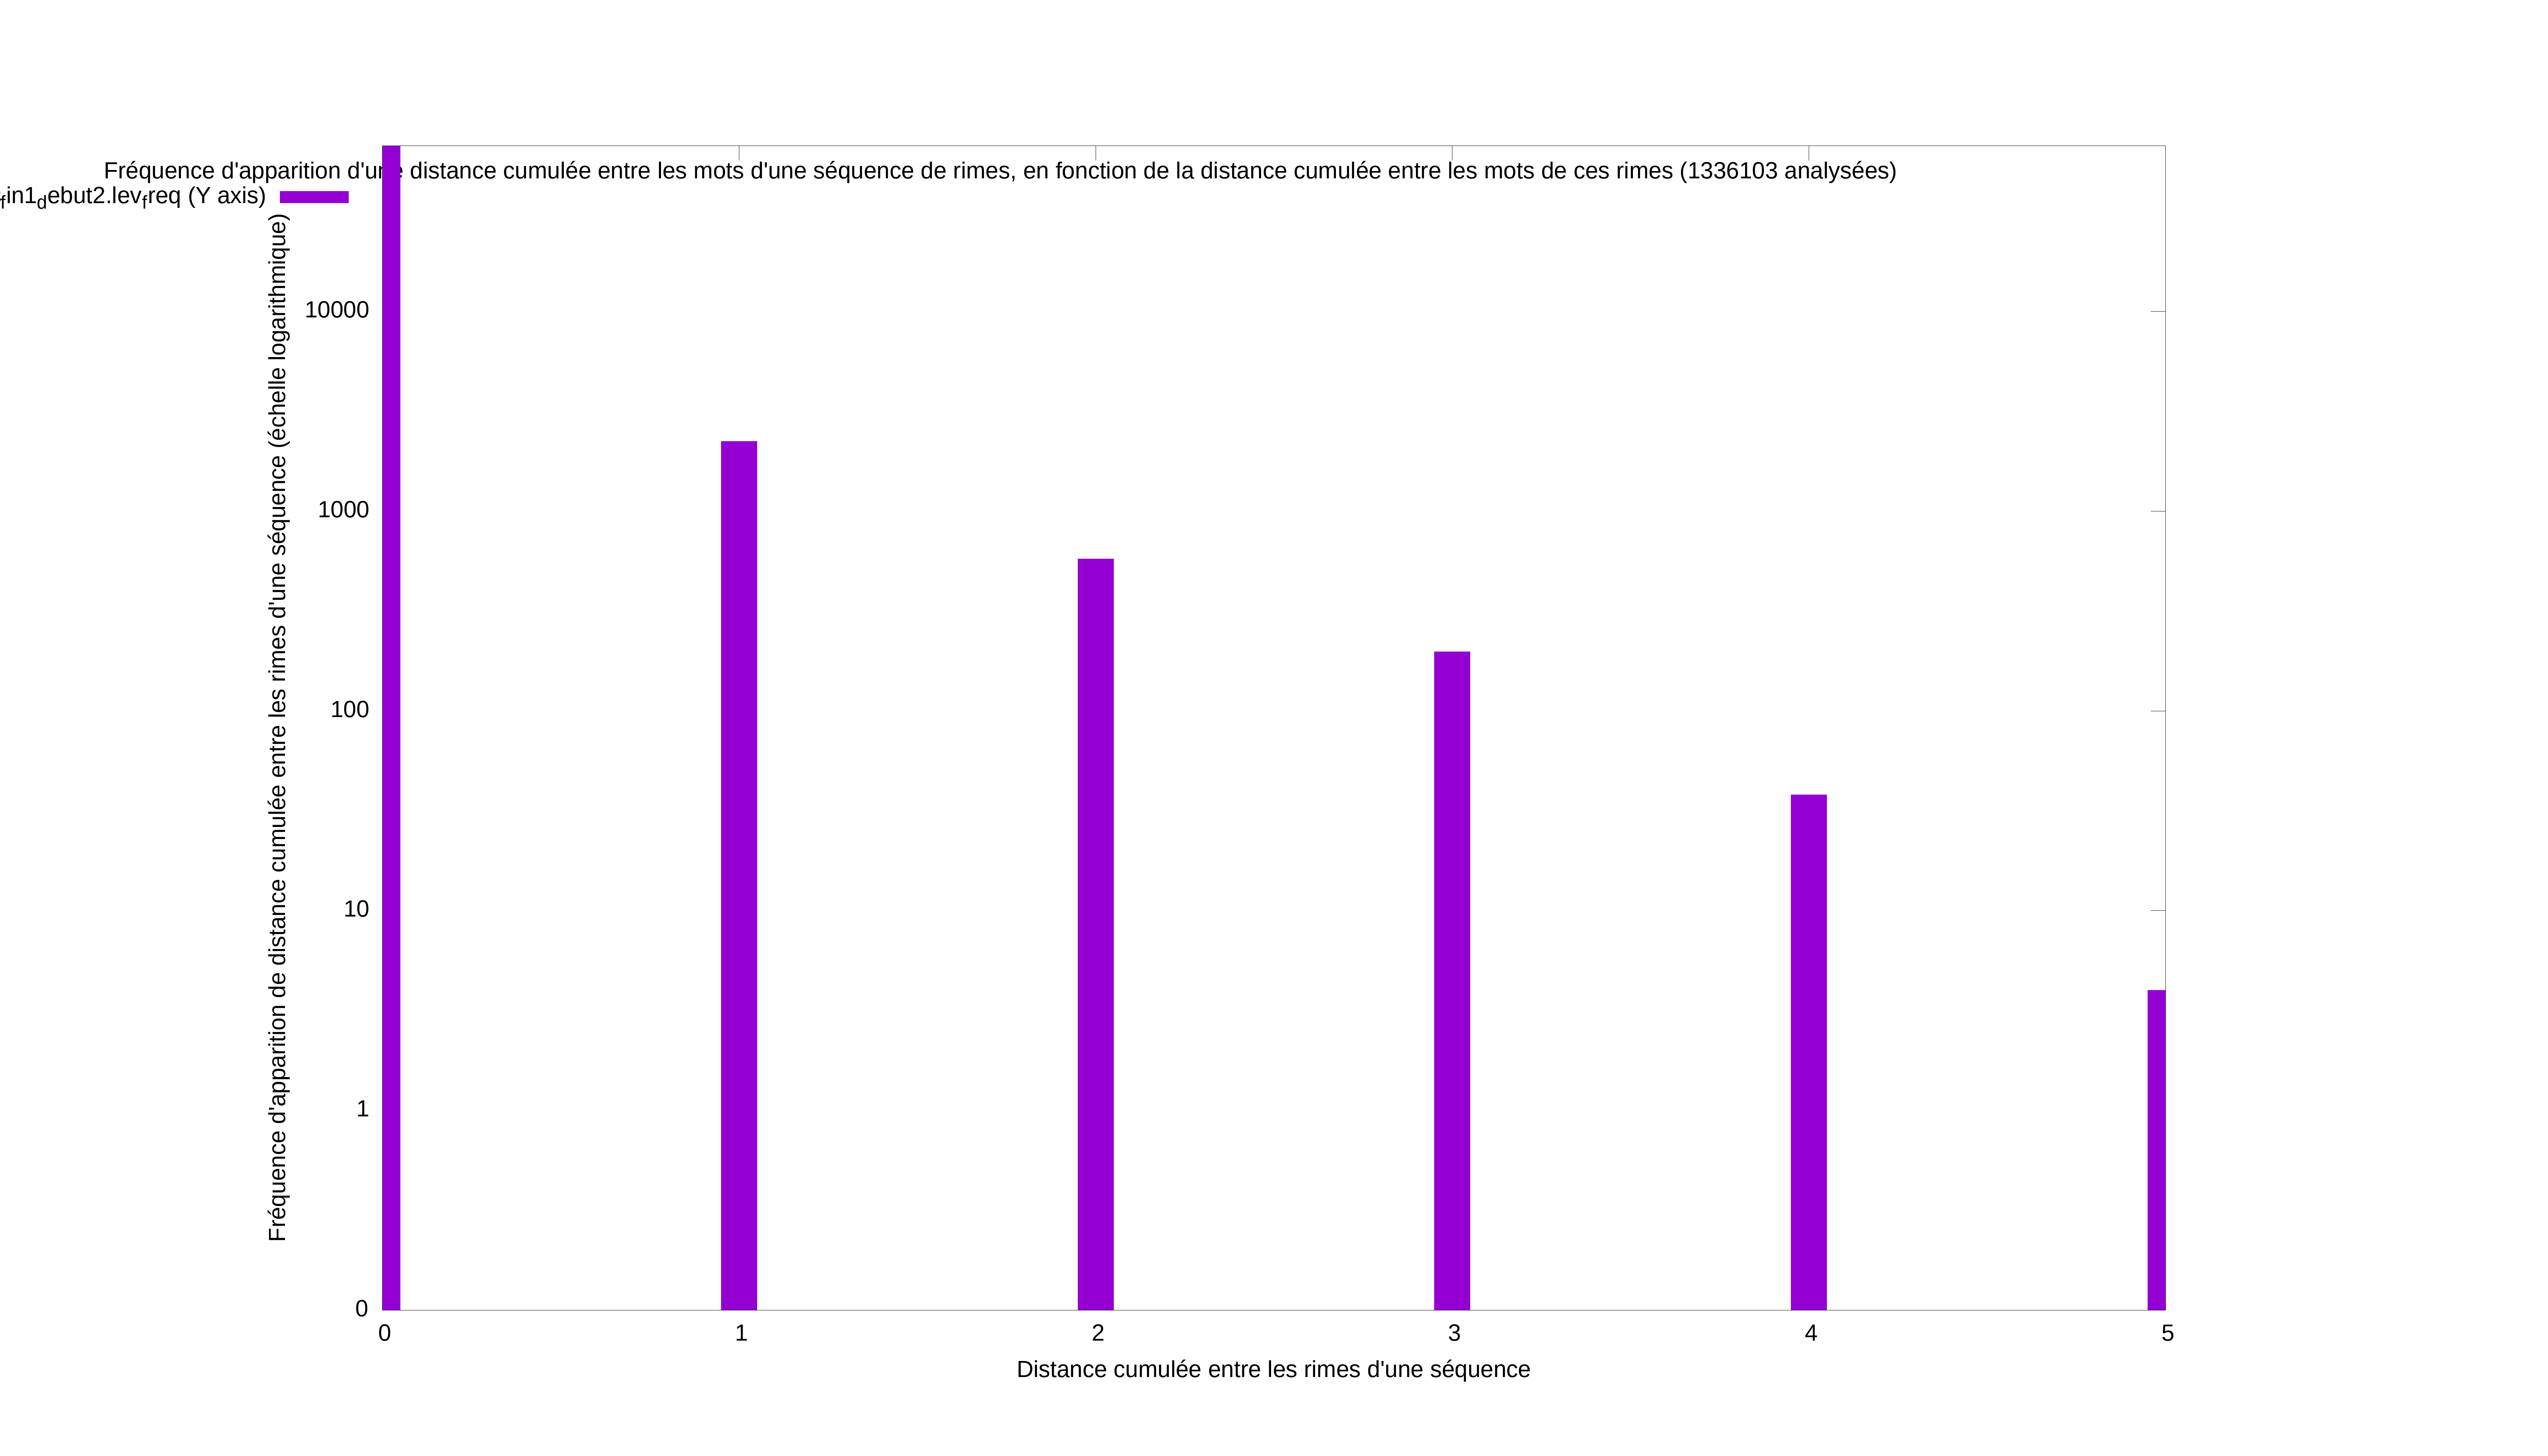 Fréquence d'apparition d'une distance cumulée entre les mots d'une séquence de rimes, en fonction de la distance cumulée entre les mots de ces rimes (1336103 analysées)
fin1debut2.levfreq (Y axis)
Fréquence d'apparition de distance cumulée entre les rimes d'une séquence (échelle logarithmique)
10000
1000
100
10
1
0
0 1 2 3 4 5
Distance cumulée entre les rimes d'une séquence